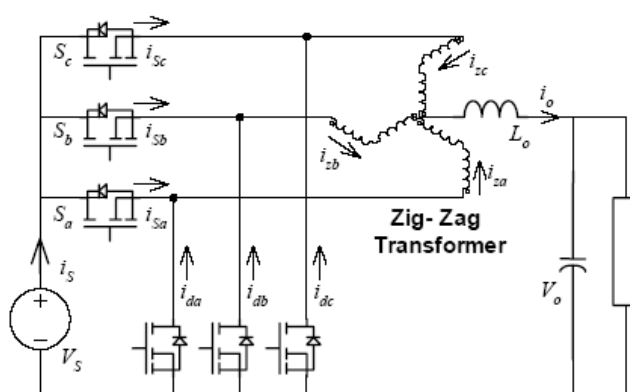 S_c
i_Sc
i_zc
S_b
i_Sb
i_zb
i_o
L_o
i_za
S_a
i_Sa
Zig- Zag
Transformer
i_S
i_da
i_db
i_dc
V_o
+
−
V_S